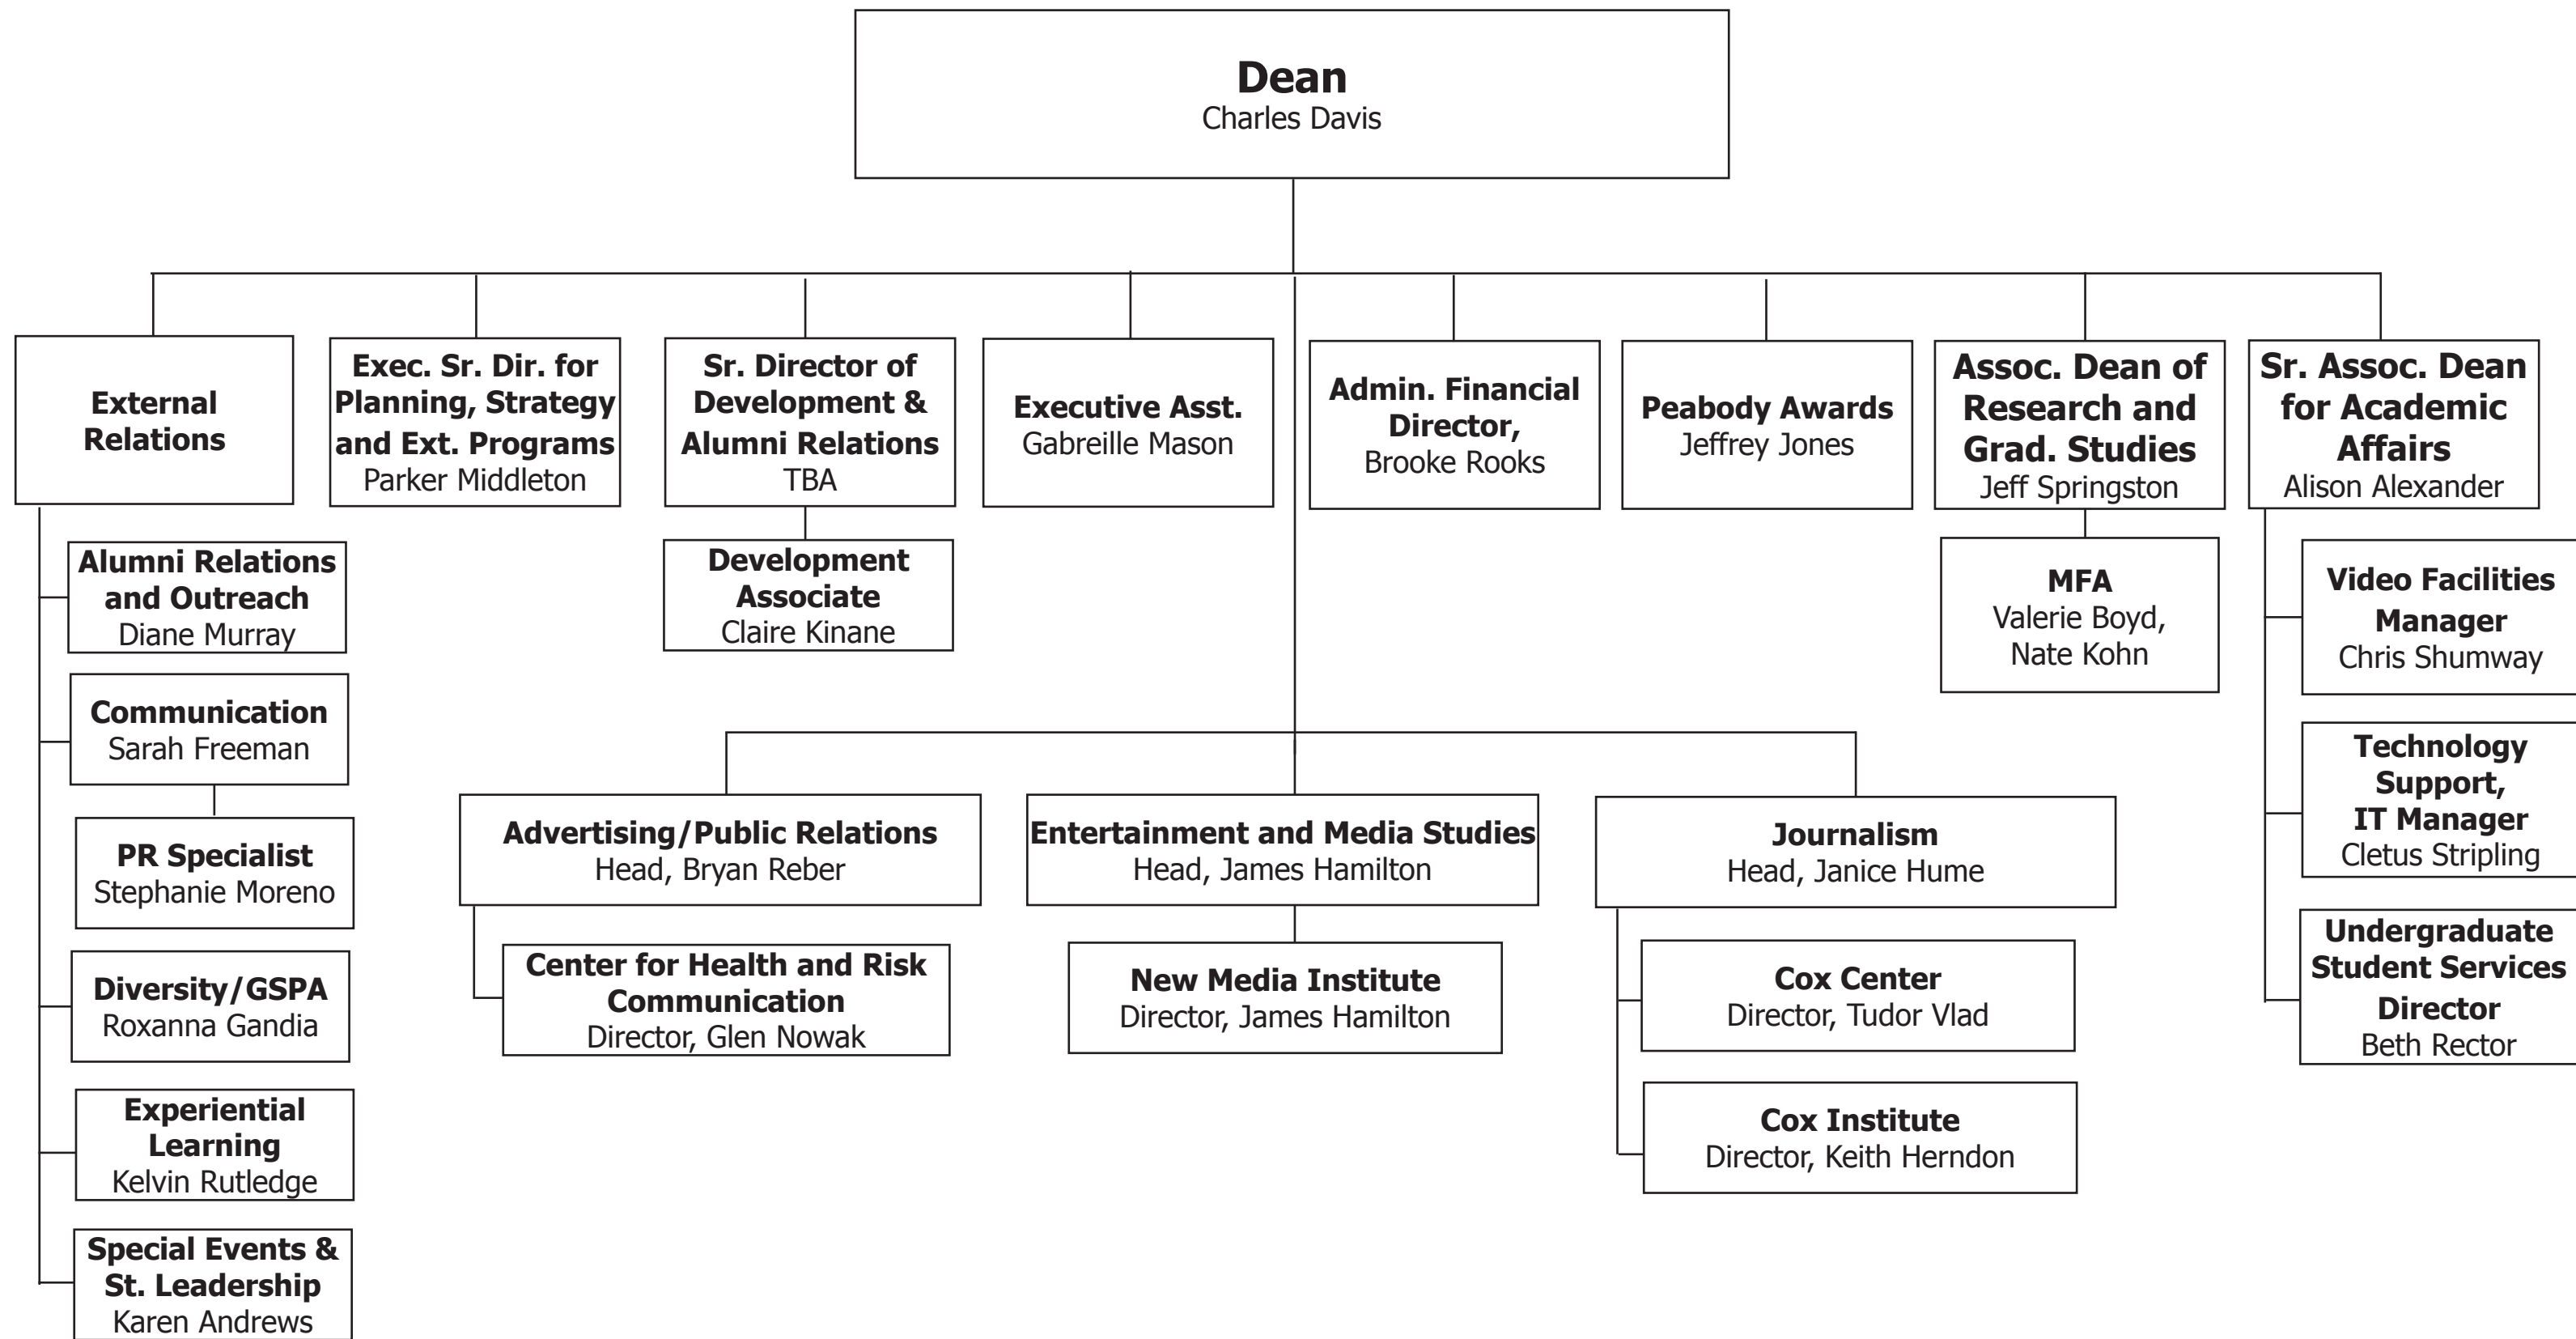 Dean
Charles Davis
External
Relations
Exec. Sr. Dir. for
Planning, Strategy
and Ext. Programs
Parker Middleton
Sr. Director of
Development &
Alumni Relations
TBA
Executive Asst.
Gabreille Mason
Admin. Financial
Director,
Brooke Rooks
Peabody Awards
Jeffrey Jones
Assoc. Dean of
Research and
Grad. Studies
Jeff Springston
Sr. Assoc. Dean
for Academic
Affairs
Alison Alexander
Alumni Relations
and Outreach
Diane Murray
Communication
Sarah Freeman
PR Specialist
Stephanie Moreno
Diversity/GSPA
Roxanna Gandia
Experiential
Learning
Kelvin Rutledge
Special Events &
St. Leadership
Karen Andrews
Development
Associate
Claire Kinane
MFA
Valerie Boyd,
Nate Kohn
Video Facilities
Manager
Chris Shumway
Technology
Support,
IT Manager
Cletus Stripling
Undergraduate
Student Services
Director
Beth Rector
Advertising/Public Relations
Head, Bryan Reber
Center for Health and Risk
Communication
Director, Glen Nowak
Entertainment and Media Studies
Head, James Hamilton
New Media Institute
Director, James Hamilton
Journalism
Head, Janice Hume
Cox Center
Director, Tudor Vlad
Cox Institute
Director, Keith Herndon